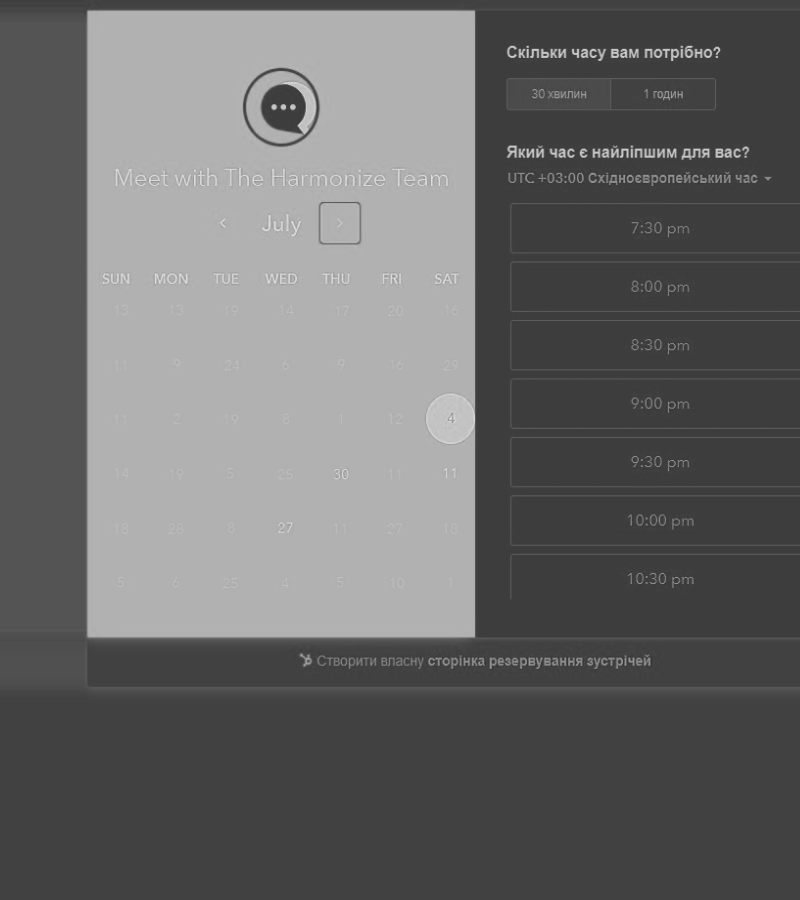 Meet with The Harmonize Team
July
SUN MON TUE WED THU FRI SAT
13 13 19 14 17 20 16
11 9 24 6 9 16 29
11 2 19 8 1 12 4
14 19 5 25 30 11 11
18 28 8 27 11 27 18
5 6 25 4 5 10 1
Скільки часу вам потрібно?
30 хвилин 1 годин
Який час є найліпшим для вас?
UTC +03:00 Східноєвропейський час
7:30 pm
8:00 pm
8:30 pm
9:00 pm
9:30 pm
10:00 pm
10:30 pm
Створити власну сторінка резервування зустрічей